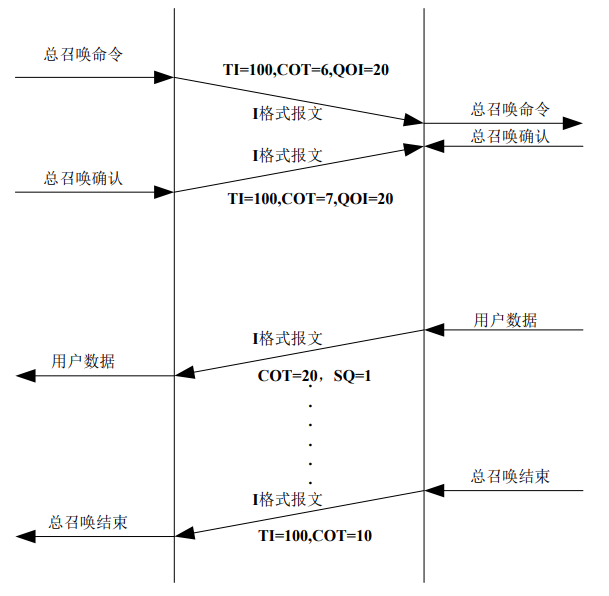 总召唤命令
TI=100,COT=6,QOI=20
I格式报文
总召唤命令
总召唤确认
I格式报文
总召唤确认
TI=100,COT=7,QOI=20
用户数据
I格式报文
用户数据
COT=20，SQ=1
总召唤结束
I格式报文
总召唤结束
TI=100,COT=10